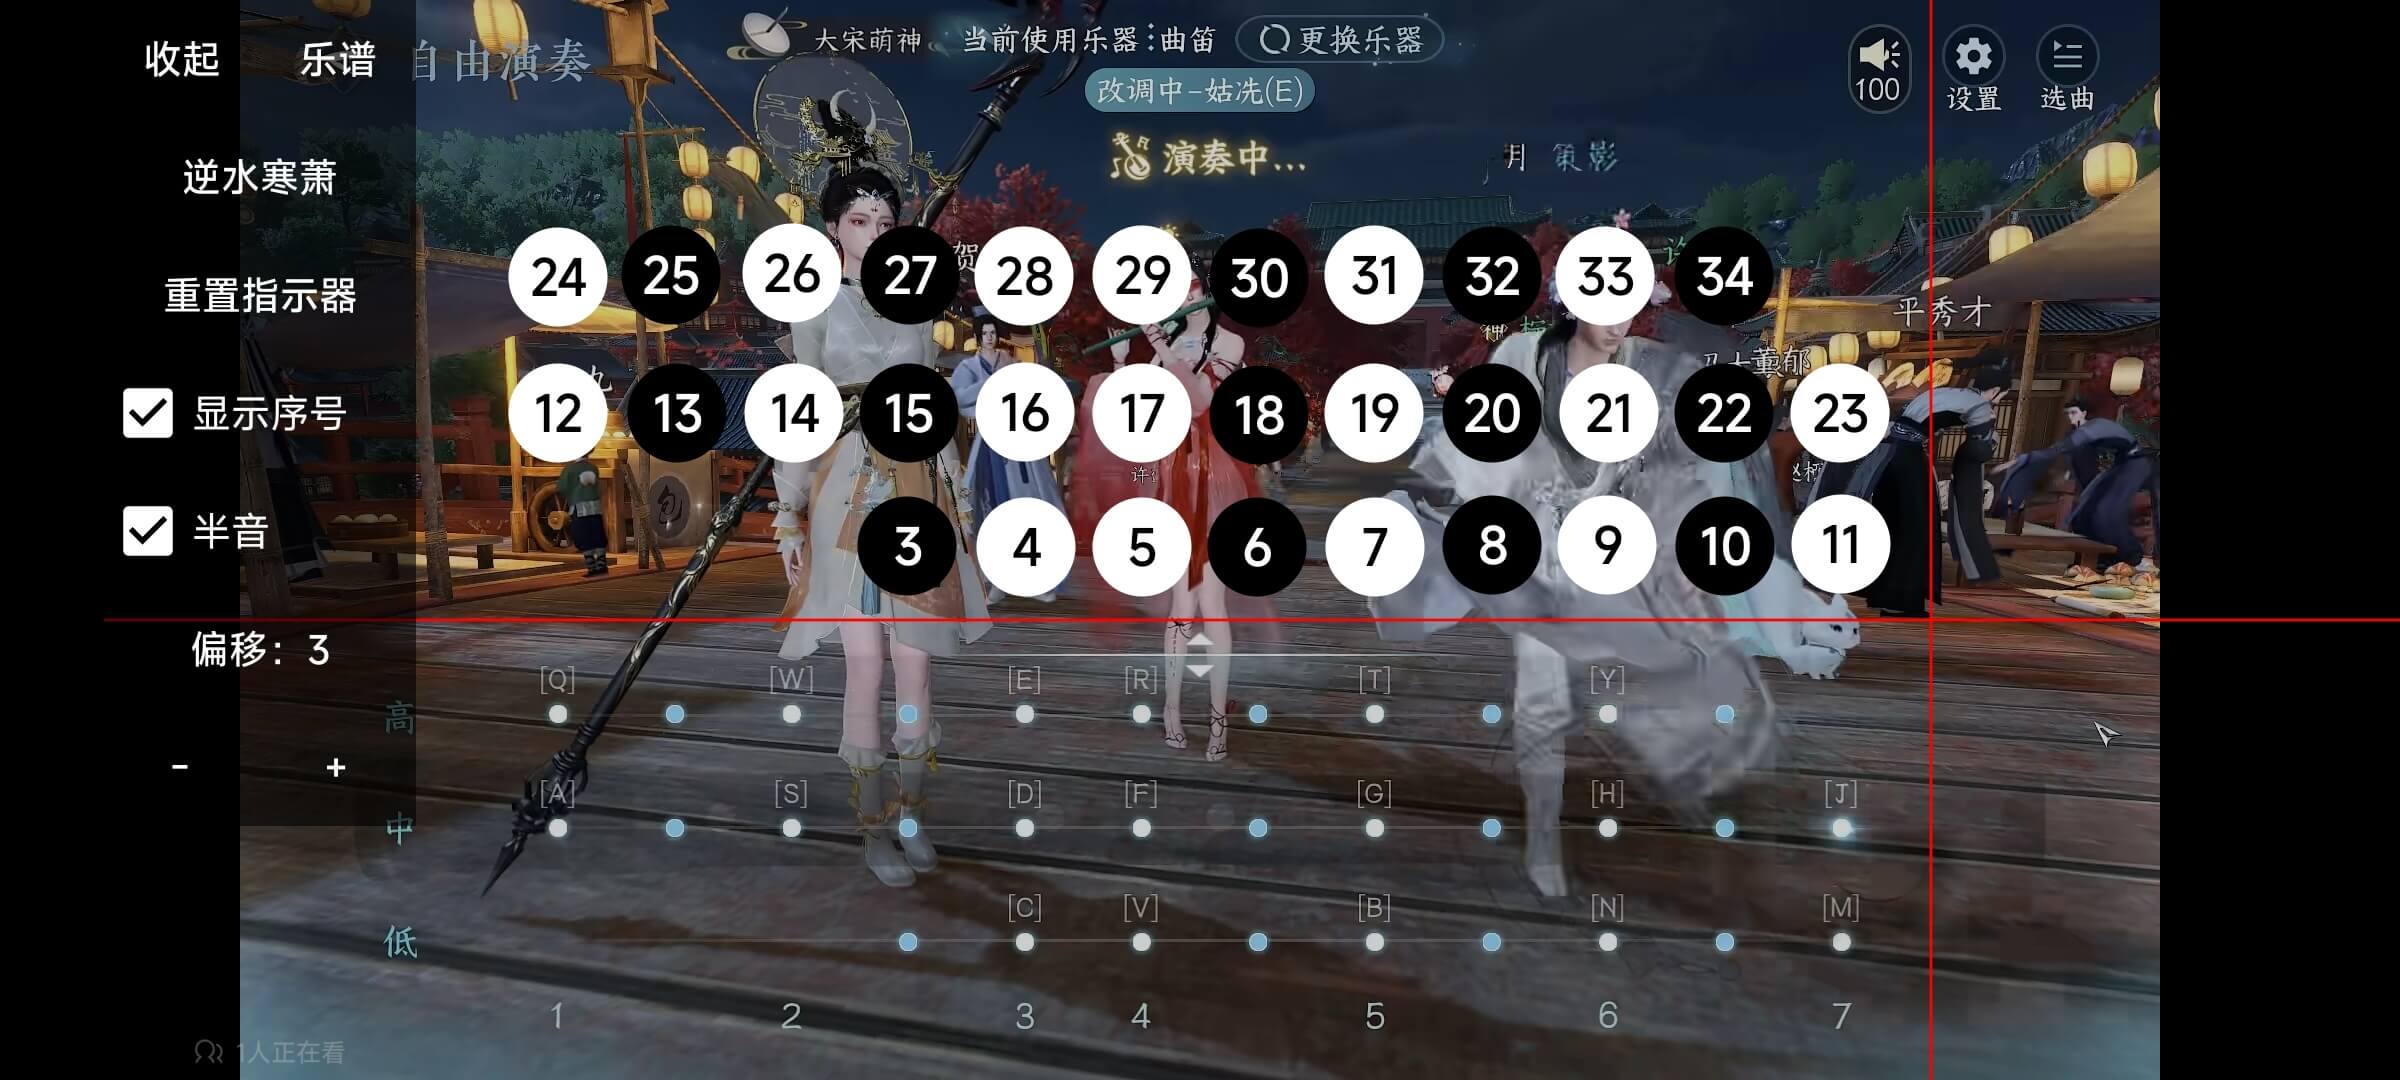 收起 乐谱
自由演奏
大宋萌神
当前使用乐器:曲笛
更换乐器
改调中-姑冼(E)
演奏中...
100
设置
选曲
逆水寒萧
重置指示器
显示序号
半音
偏移: 3
- +
贺
平秀才
24 25 26 27 28 29 30 31 32 33 34
12 13 14 15 16 17 18 19 20 21 22 23
3 4 5 6 7 8 9 10 11
[Q] [W] [E] [R] [T] [Y]
高
[A] [S] [D] [F] [G] [H] [J]
中
[C] [V] [B] [N] [M]
低
1 2 3 4 5 6 7
1人正在看